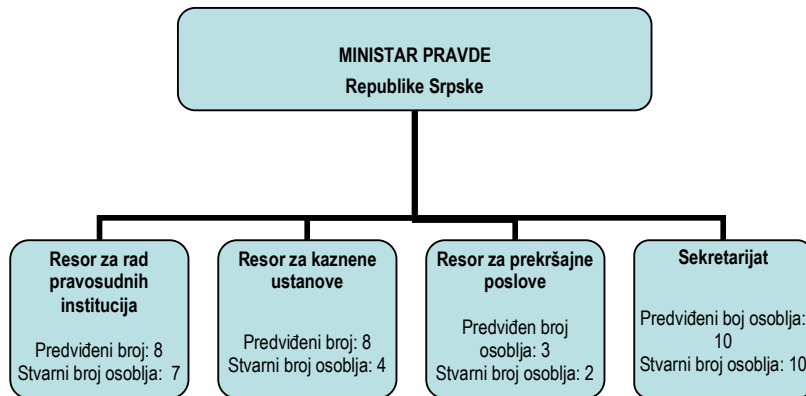 MINISTAR PRAVDE
Republike Srpske
Resor za rad
pravosudnih
institucija
Predviđeni broj: 8
Stvarni broj osoblja: 7
Resor za kaznene
ustanove
Predviđeni broj: 8
Stvarni broj osoblja: 4
Resor za prekršajne
poslove
Predviđen broj
osoblja: 3
Stvarni broj osoblja: 2
Sekretarijat
Predviđeni boj osoblja:
10
Stvarni broj osoblja: 10